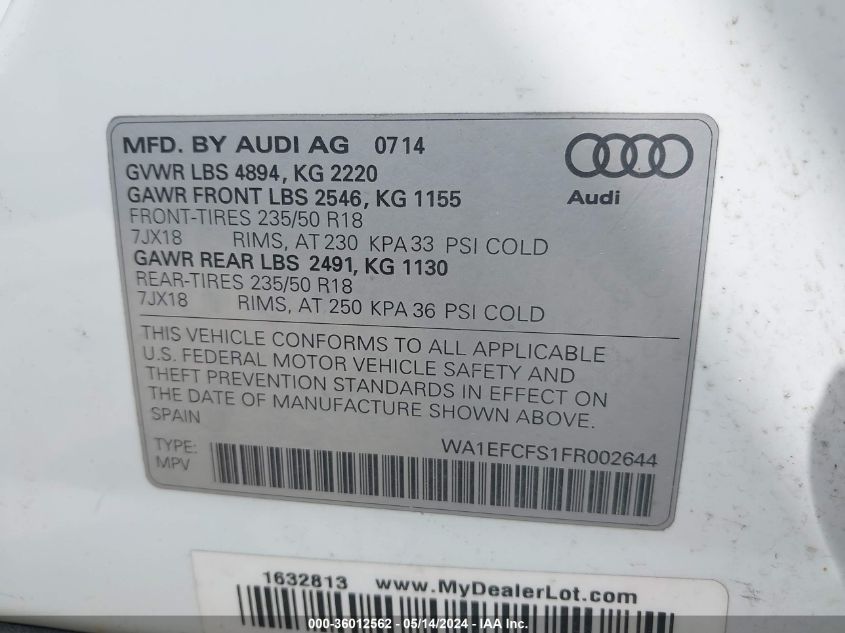 MFD. BY AUDI AG 0714
GVWR LBS 4894, KG 2220
GAWR FRONT LBS 2546, KG 1155
FRONT-TIRES 235/50 R18
7JX18 RIMS, AT 230 KPA 33 PSI COLD
GAWR REAR LBS 2491, KG 1130
REAR-TIRES 235/50 R18
7JX18 RIMS, AT 250 KPA 36 PSI COLD
Audi
THIS VEHICLE CONFORMS TO ALL APPLICABLE
U.S. FEDERAL MOTOR VEHICLE SAFETY AND
THEFT PREVENTION STANDARDS IN EFFECT ON
THE DATE OF MANUFACTURE SHOWN ABOVE.
SPAIN
TYPE:
MPV
WA1EFCFS1FR002644
1632813 www.MyDealerLot.com
000-36012562 - 05/14/2024 - IAA Inc.